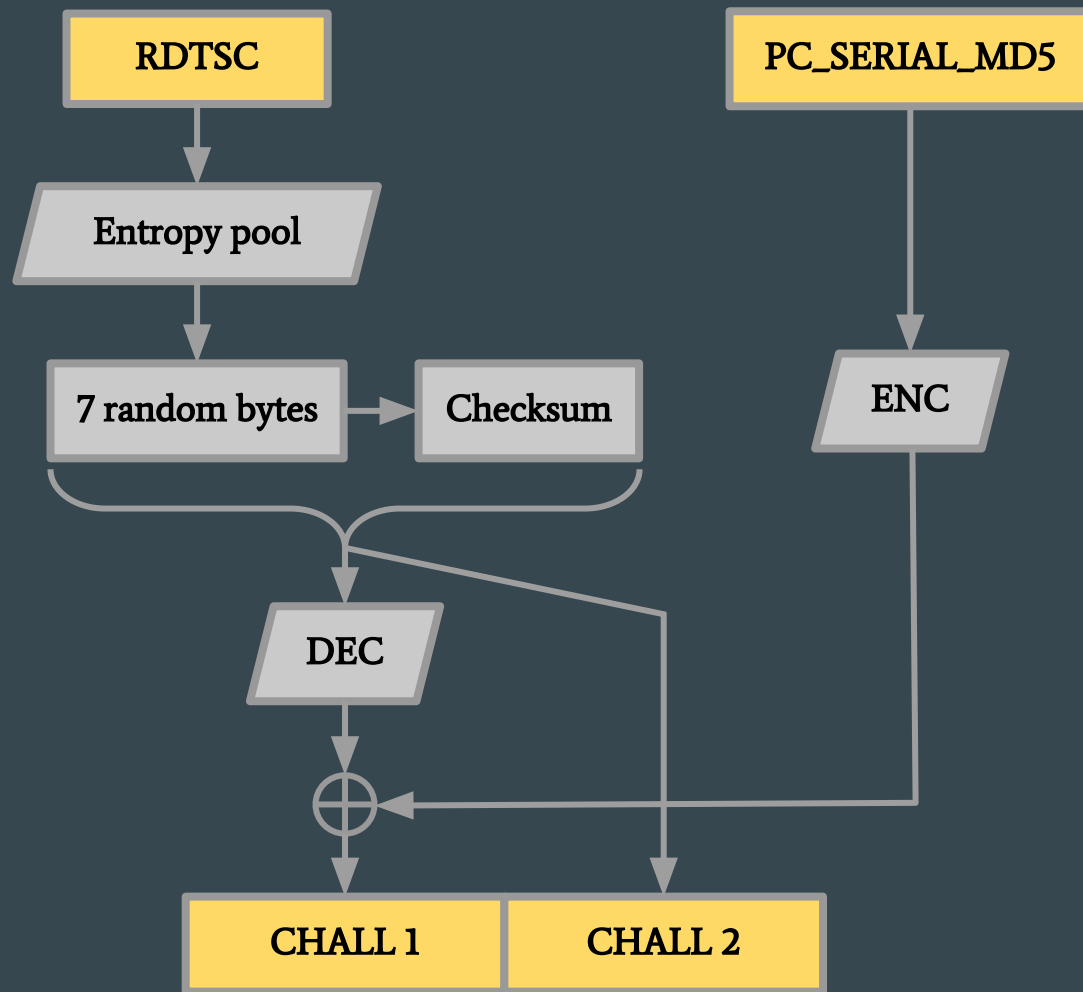 RDTSC
PC_SERIAL_MD5
Entropy pool
7 random bytes
Checksum
ENC
DEC
CHALL 1
CHALL 2